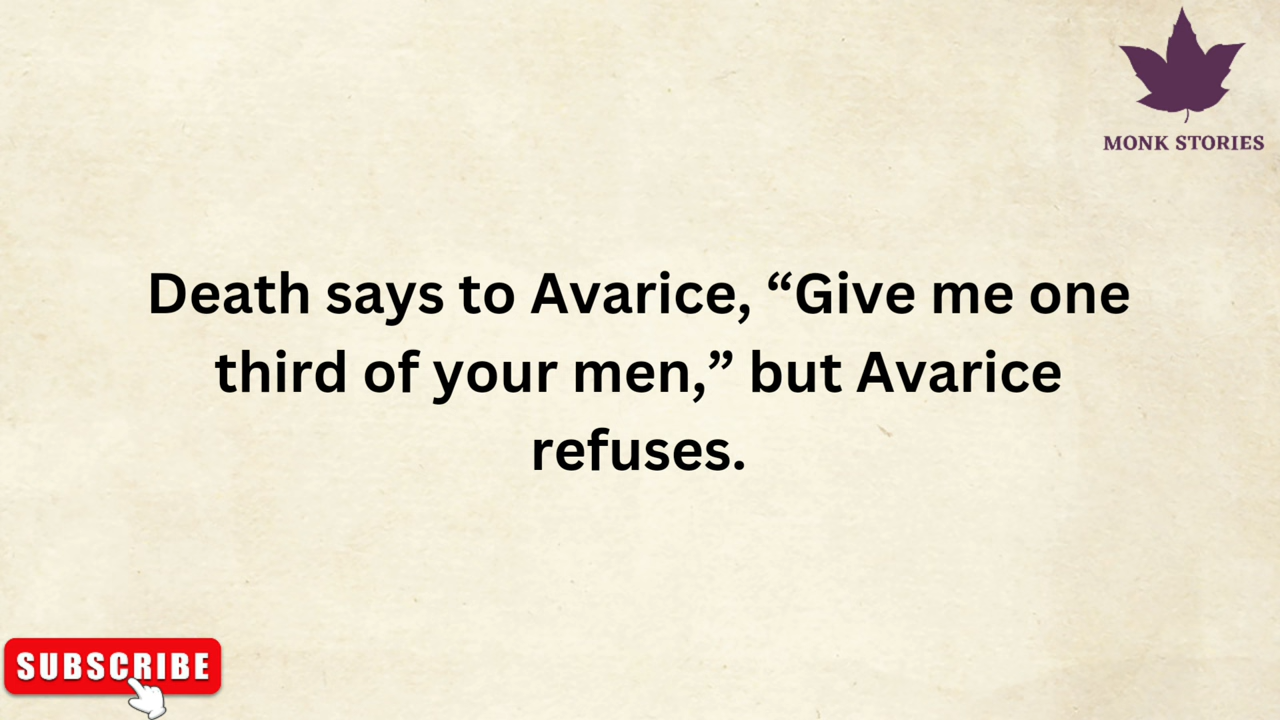 MONK STORIES
Death says to Avarice, “Give me one
third of your men,” but Avarice
refuses.
SUBSCRIBE